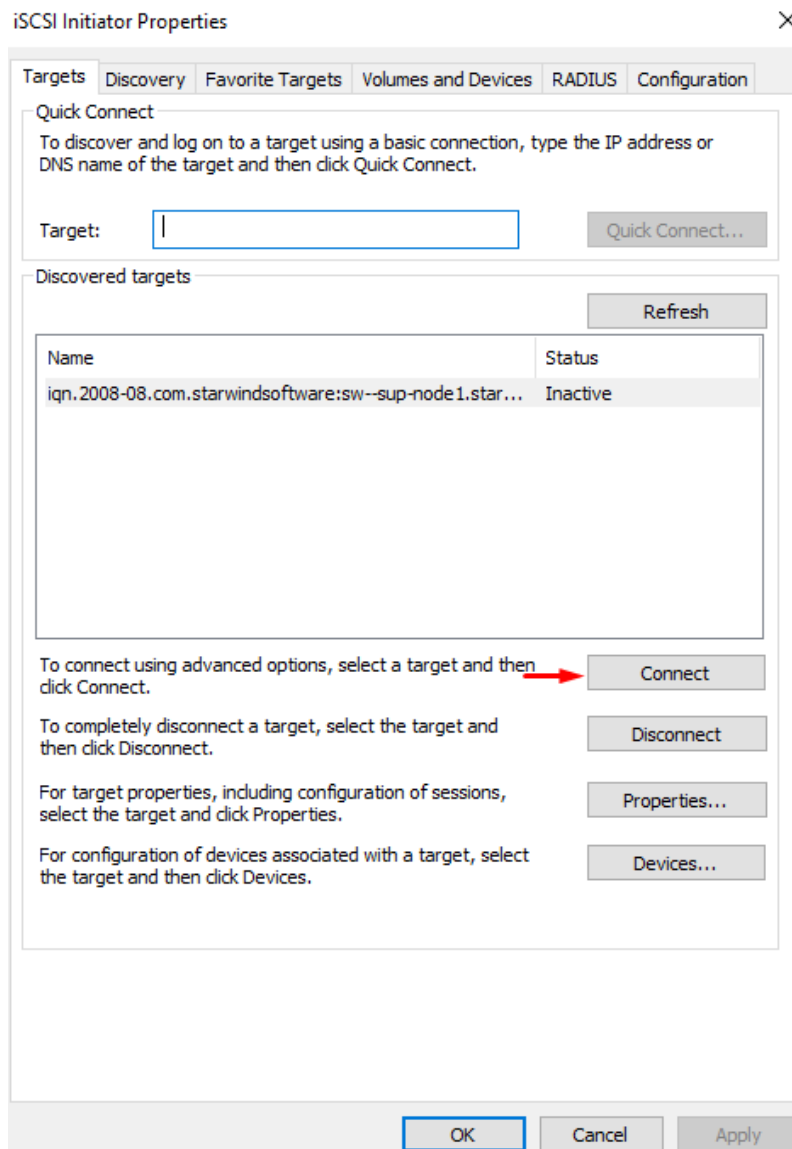 iSCSI Initiator Properties
Targets Discovery Favorite Targets Volumes and Devices RADIUS Configuration
Quick Connect
To discover and log on to a target using a basic connection, type the IP address or
DNS name of the target and then click Quick Connect.
Target:
Quick Connect...
Discovered targets
Refresh
Name Status
iqn.2008-08.com.starwindsoftware:sw--sup-node1.star... Inactive
To connect using advanced options, select a target and then
click Connect.
Connect
To completely disconnect a target, select the target and
then click Disconnect.
Disconnect
For target properties, including configuration of sessions,
select the target and click Properties.
Properties...
For configuration of devices associated with a target, select
the target and then click Devices.
Devices...
OK Cancel Apply